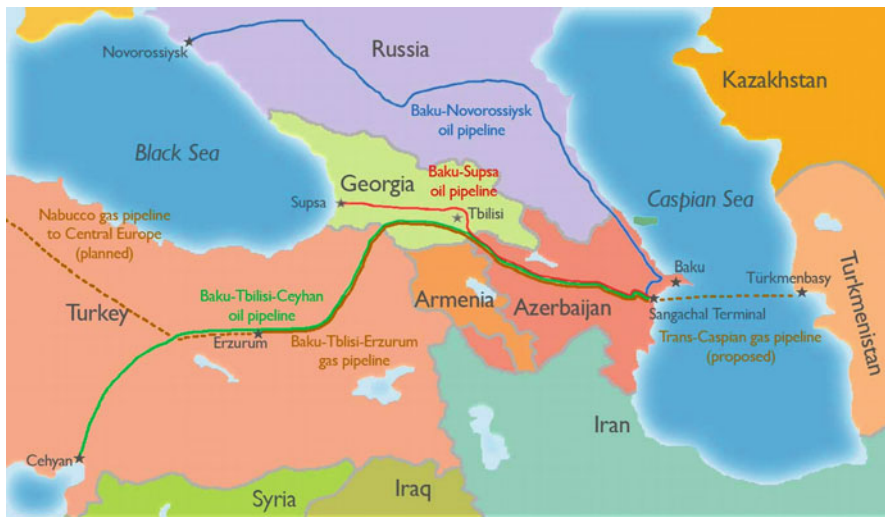 Russia
Novorossiysk
Kazakhstan
Baku-Novorossiysk
oil pipeline
Black Sea
Baku-Supsa
oil pipeline
Georgia
Caspian Sea
Supsa
Tbilisi
Nabucco gas pipeline
to Central Europe
(planned)
Baku
Türkmenbasy
Turkmenistan
Armenia
Azerbaijan
Sangachal Terminal
Turkey
Baku-Tbilisi-Ceyhan
oil pipeline
Erzurum
Baku-Tblisi-Erzurum
gas pipeline
Trans-Caspian gas pipeline
(proposed)
Iran
Cehyan
Syria
Iraq